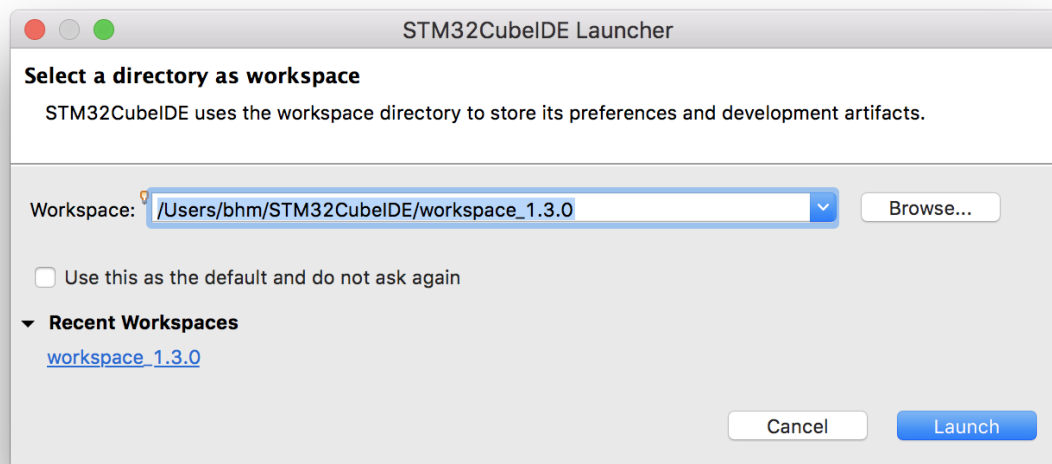 STM32CubeIDE Launcher
Select a directory as workspace
STM32CubeIDE uses the workspace directory to store its preferences and development artifacts.
Workspace: /Users/bhm/STM32CubeIDE/workspace_1.3.0 Browse...
Use this as the default and do not ask again
Recent Workspaces
workspace_1.3.0
Cancel Launch